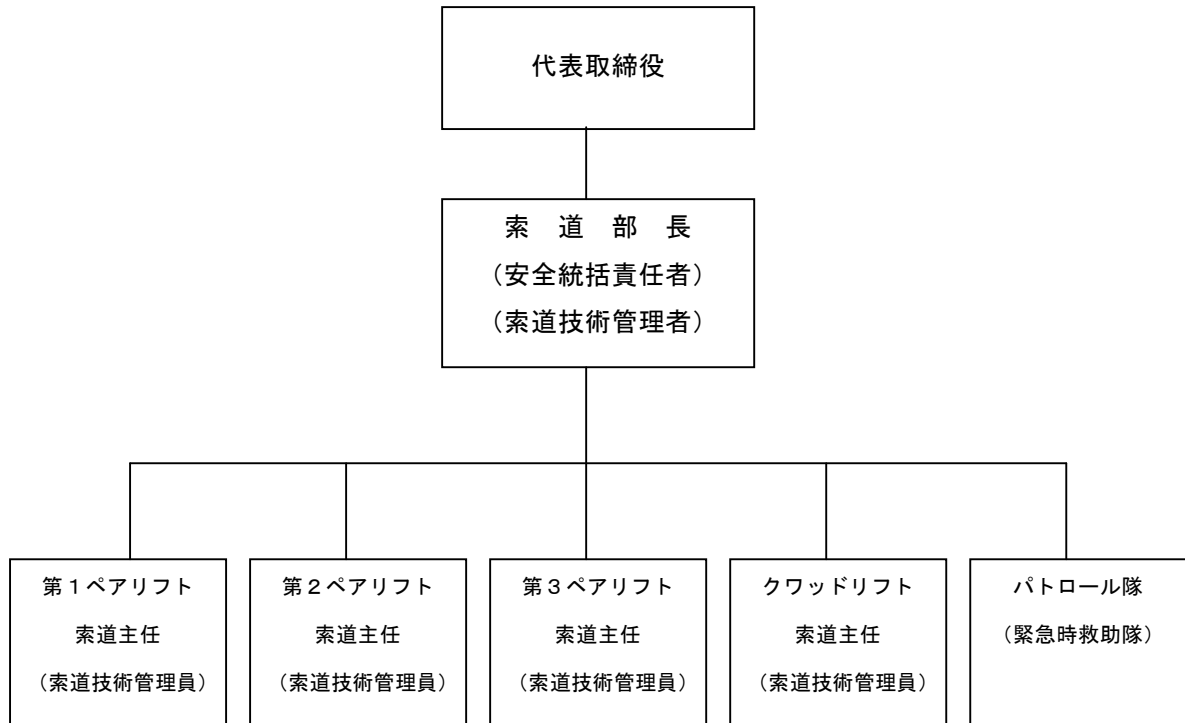 代表取締役
索　道　部　長
（安全統括責任者）
（索道技術管理者）
第１ペアリフト
索道主任
（索道技術管理員）
第２ペアリフト
索道主任
（索道技術管理員）
第３ペアリフト
索道主任
（索道技術管理員）
クワッドリフト
索道主任
（索道技術管理員）
パトロール隊
（緊急時救助隊）